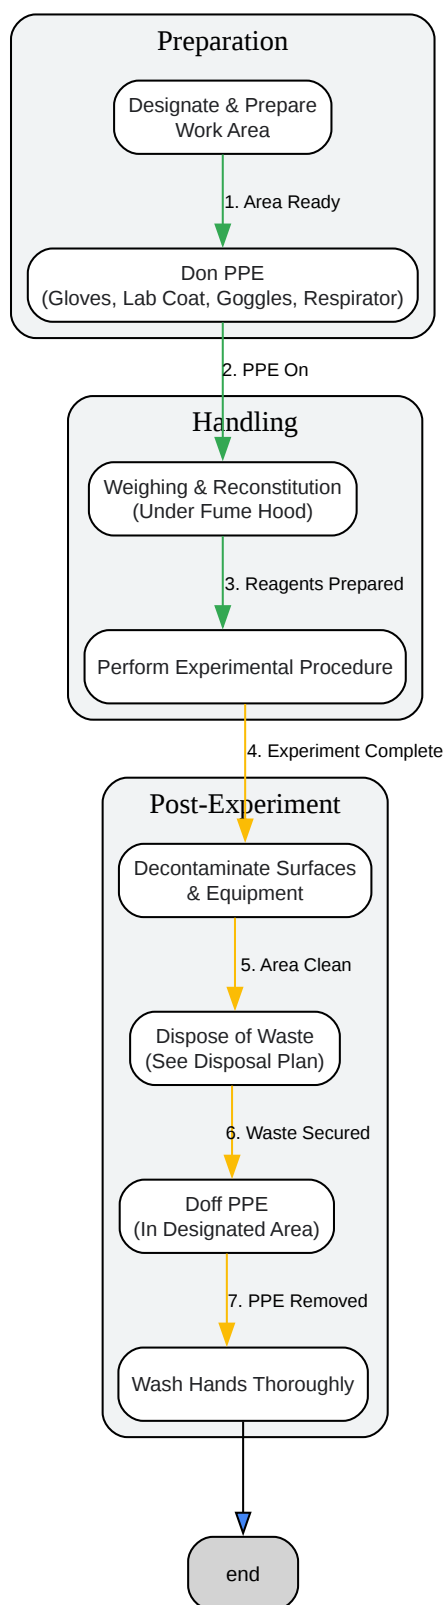 Preparation
Designate & Prepare
Work Area
1. Area Ready
Don PPE
(Gloves, Lab Coat, Goggles, Respirator)
2. PPE On
Handling
Weighing & Reconstitution
(Under Fume Hood)
3. Reagents Prepared
Perform Experimental Procedure
4. Experiment Complete
Post-Experiment
Decontaminate Surfaces
& Equipment
5. Area Clean
Dispose of Waste
(See Disposal Plan)
6. Waste Secured
Doff PPE
(In Designated Area)
7. PPE Removed
Wash Hands Thoroughly
end